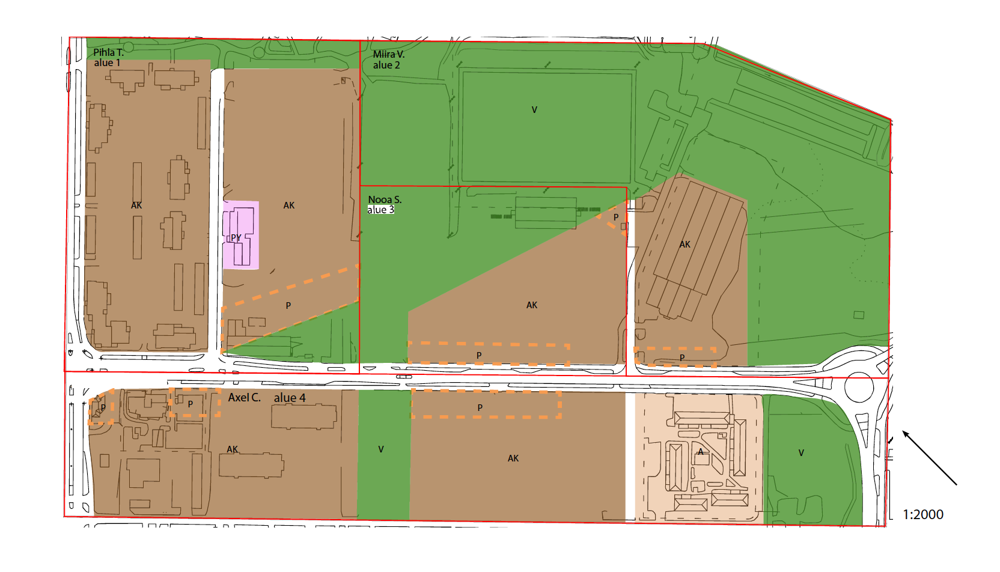 Pihla T.
alue 1
Miira V.
alue 2
V
Nooa S.
alue 3
AK
AK
P
PY
AK
P
AK
P
P
Axel C. alue 4
P
P
P
AK
V
AK
A
V
1:2000